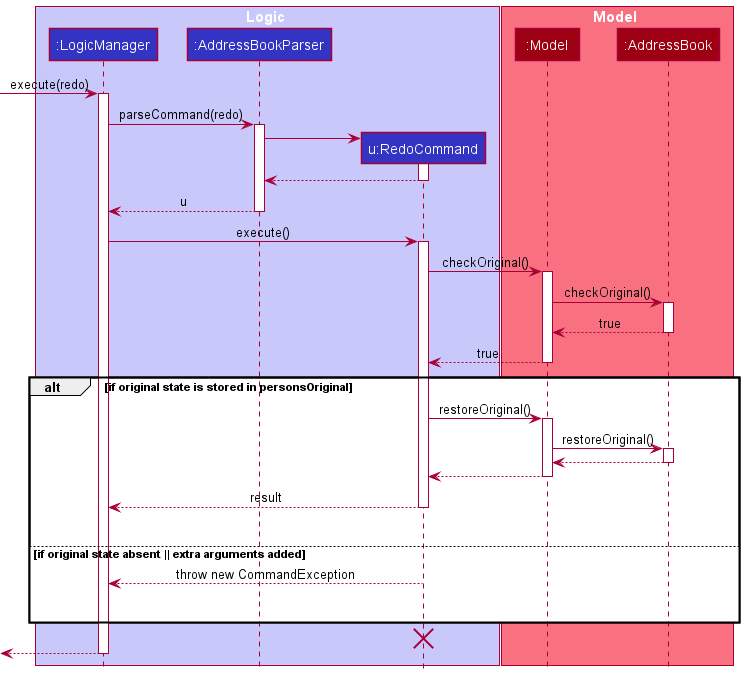 Logic
Model
:LogicManager
:AddressBookParser
:Model
:AddressBook
execute(redo)
parseCommand(redo)
u:RedoCommand
u
execute()
checkOriginal()
checkOriginal()
true
true
alt
[if original state is stored in personsOriginal]
restoreOriginal()
restoreOriginal()
result
[if original state absent || extra arguments added]
throw new CommandException